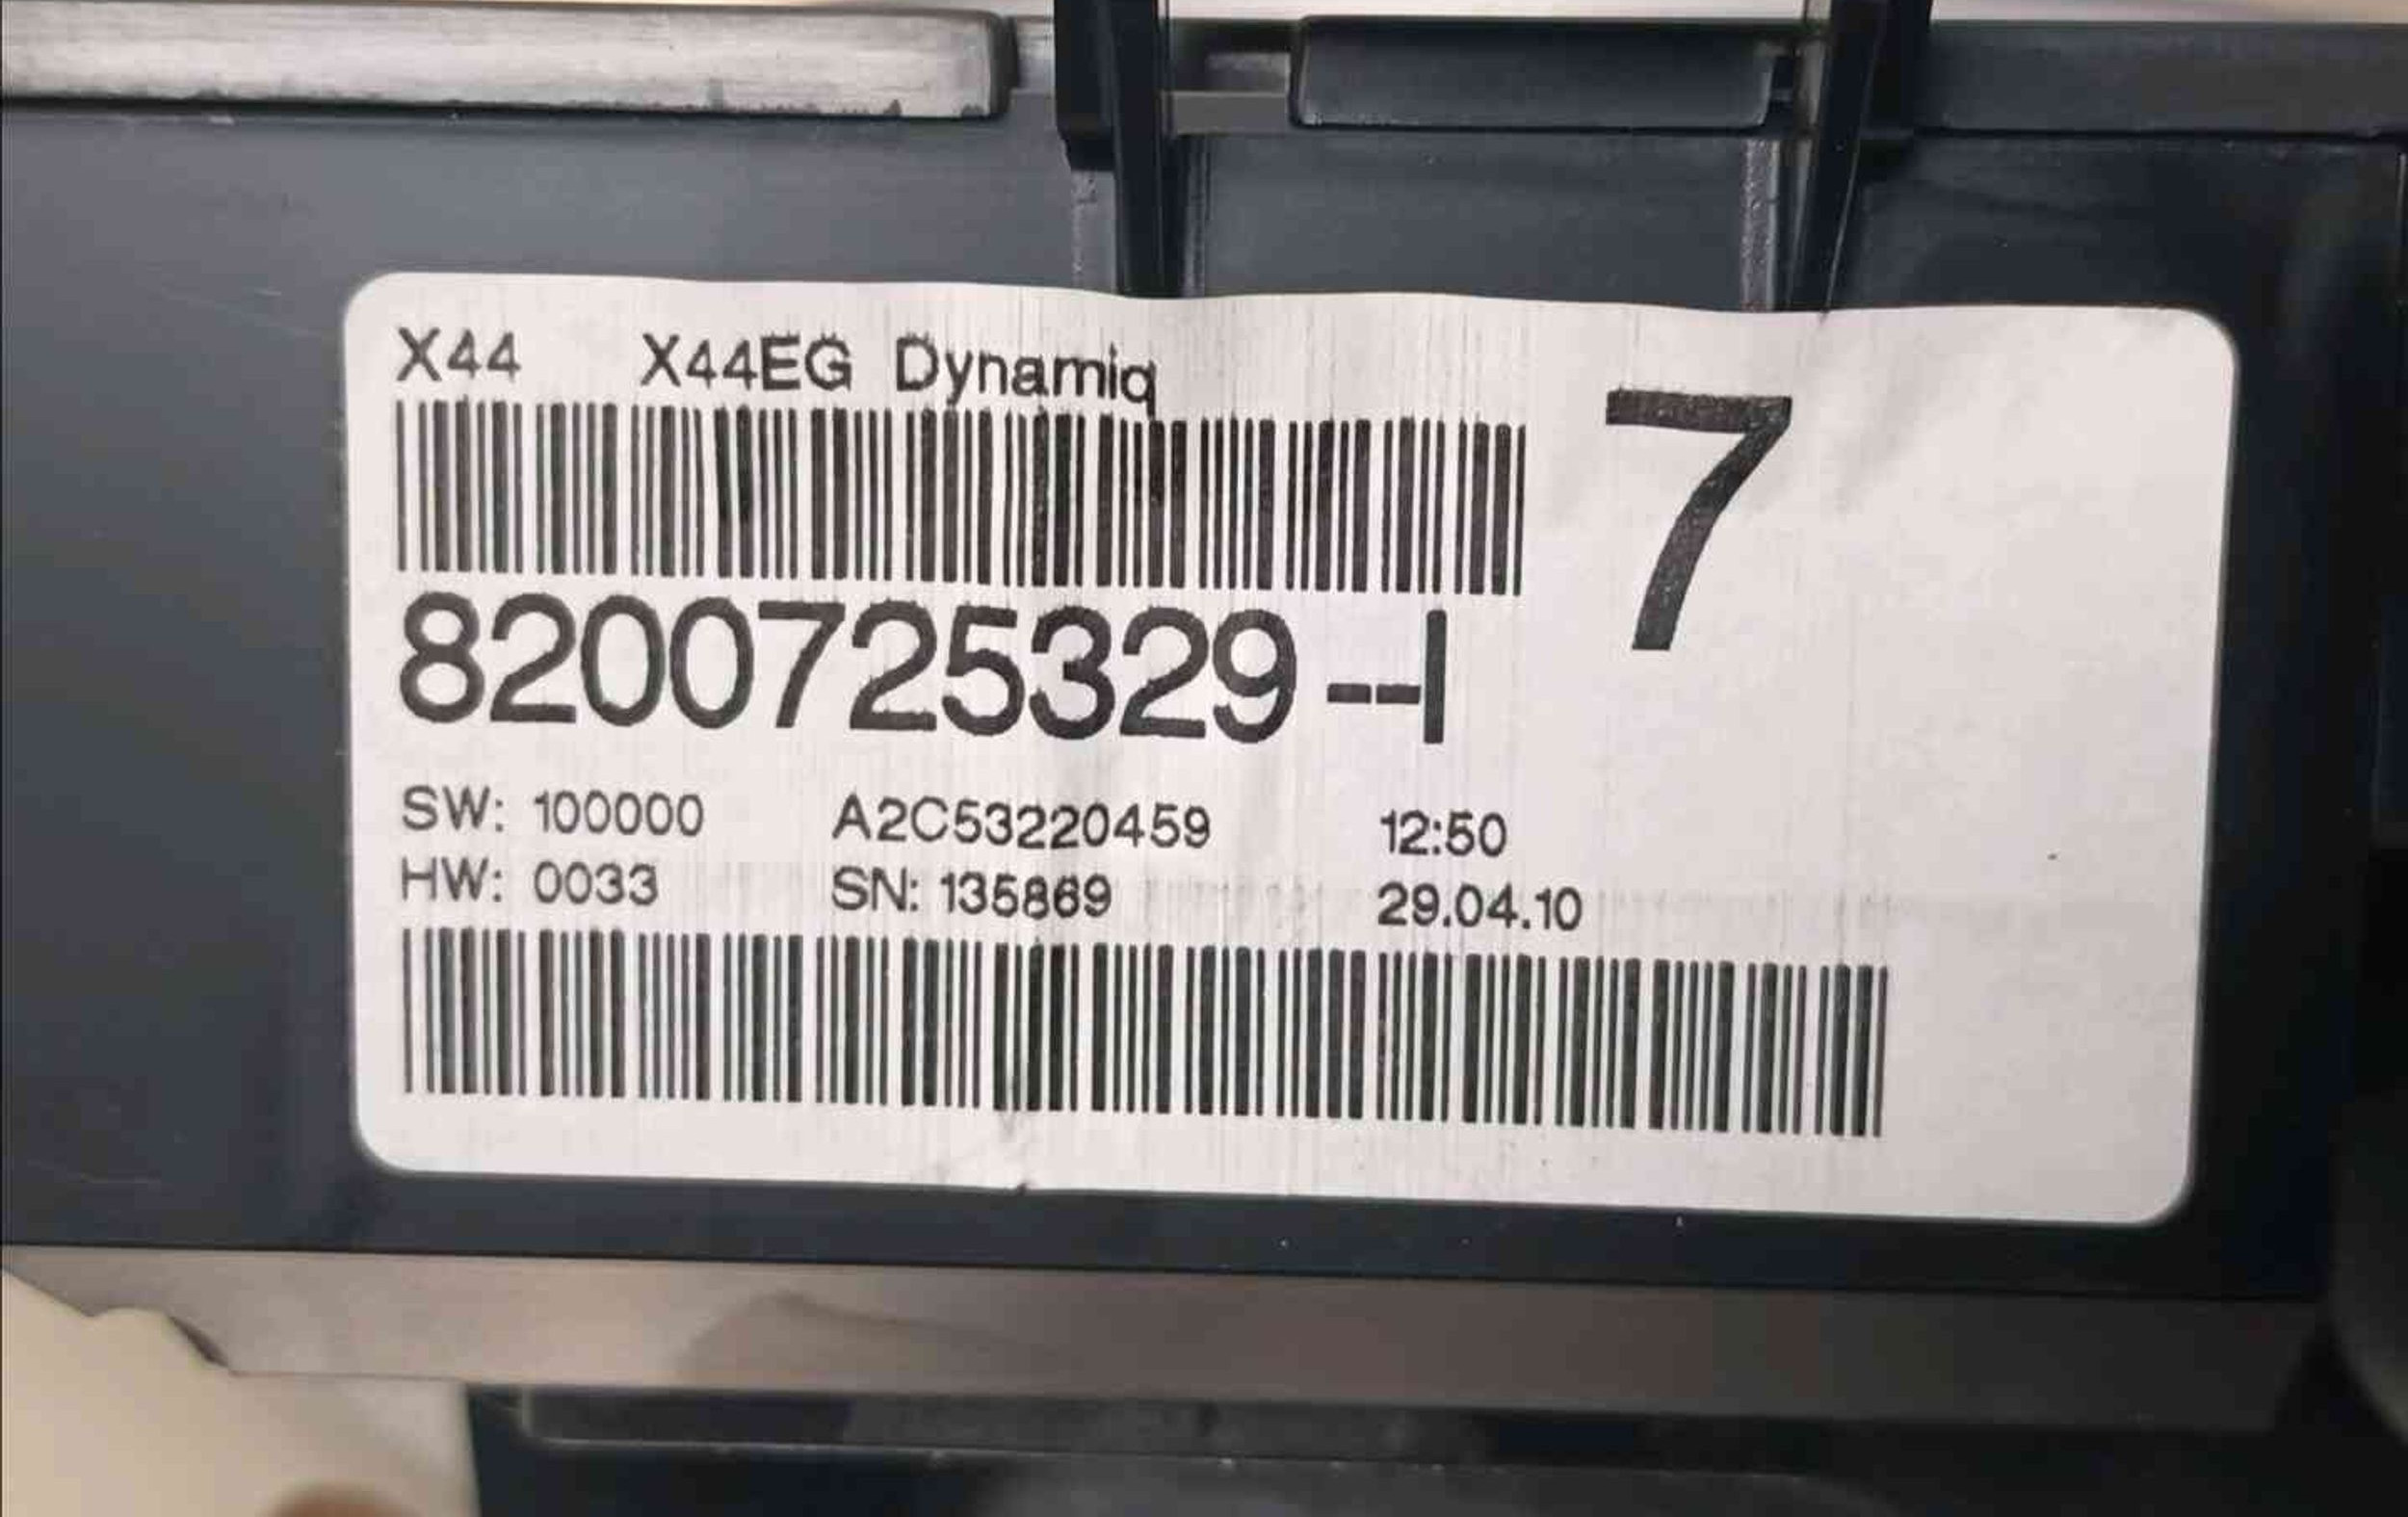 X44 X44EG Dynamiq
7
8200725329--I
SW: 100000 A2C53220459 12:50
HW: 0033 SN: 135869 29.04.10